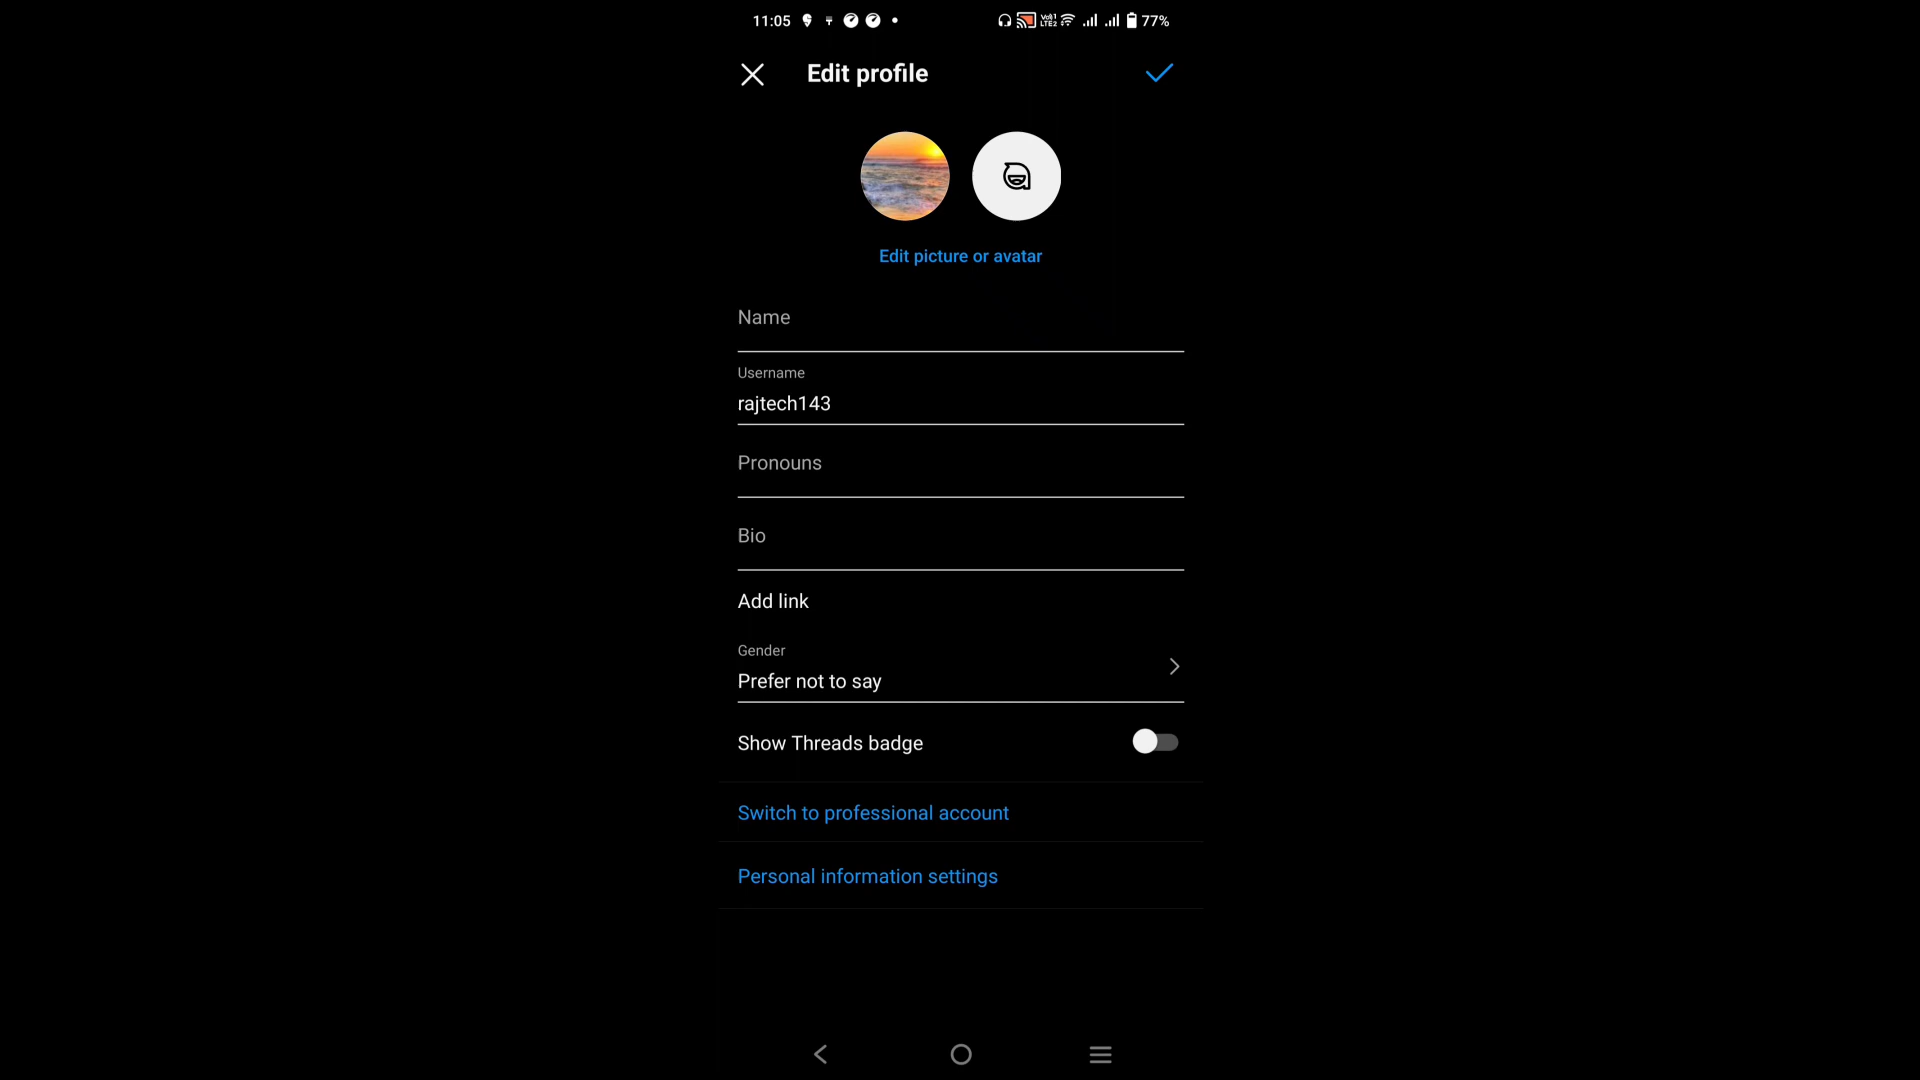 11:05 77%
Edit profile
Edit picture or avatar
Name
Username
rajtech143
Pronouns
Bio
Add link
Gender
Prefer not to say
Show Threads badge
Switch to professional account
Personal information settings